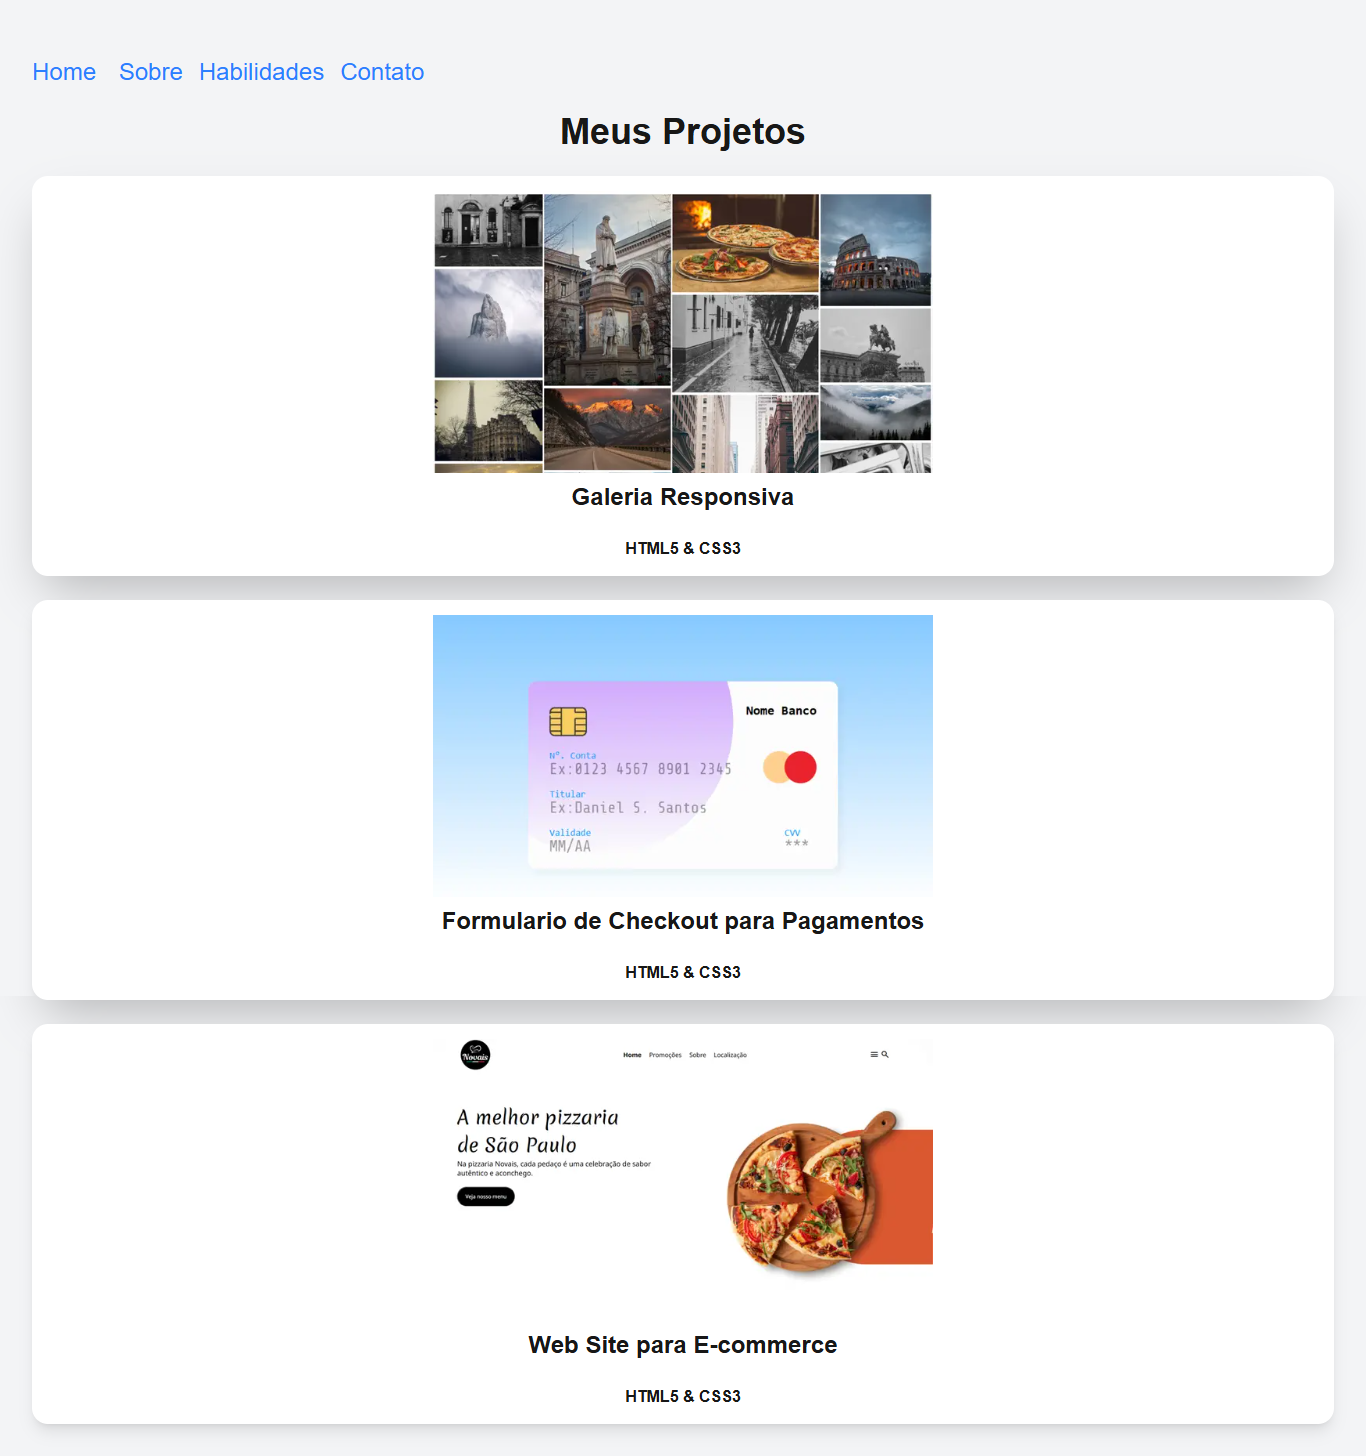 Home Sobre Habilidades Contato
Meus Projetos
Galeria Responsiva
HTML5 & CSS3
Nome Banco
Nº. Conta
Ex:0123 4567 8901 2345
Titular
Ex:Daniel S. Santos
Validade CVV
MM/AA ***
Formulario de Checkout para Pagamentos
HTML5 & CSS3
Novais Home Promoções Sobre Localização
A melhor pizzaria
de São Paulo
Na pizzaria Novais, cada pedaço é uma celebração de sabor
autêntico e aconchego.
Veja nosso menu
Web Site para E-commerce
HTML5 & CSS3